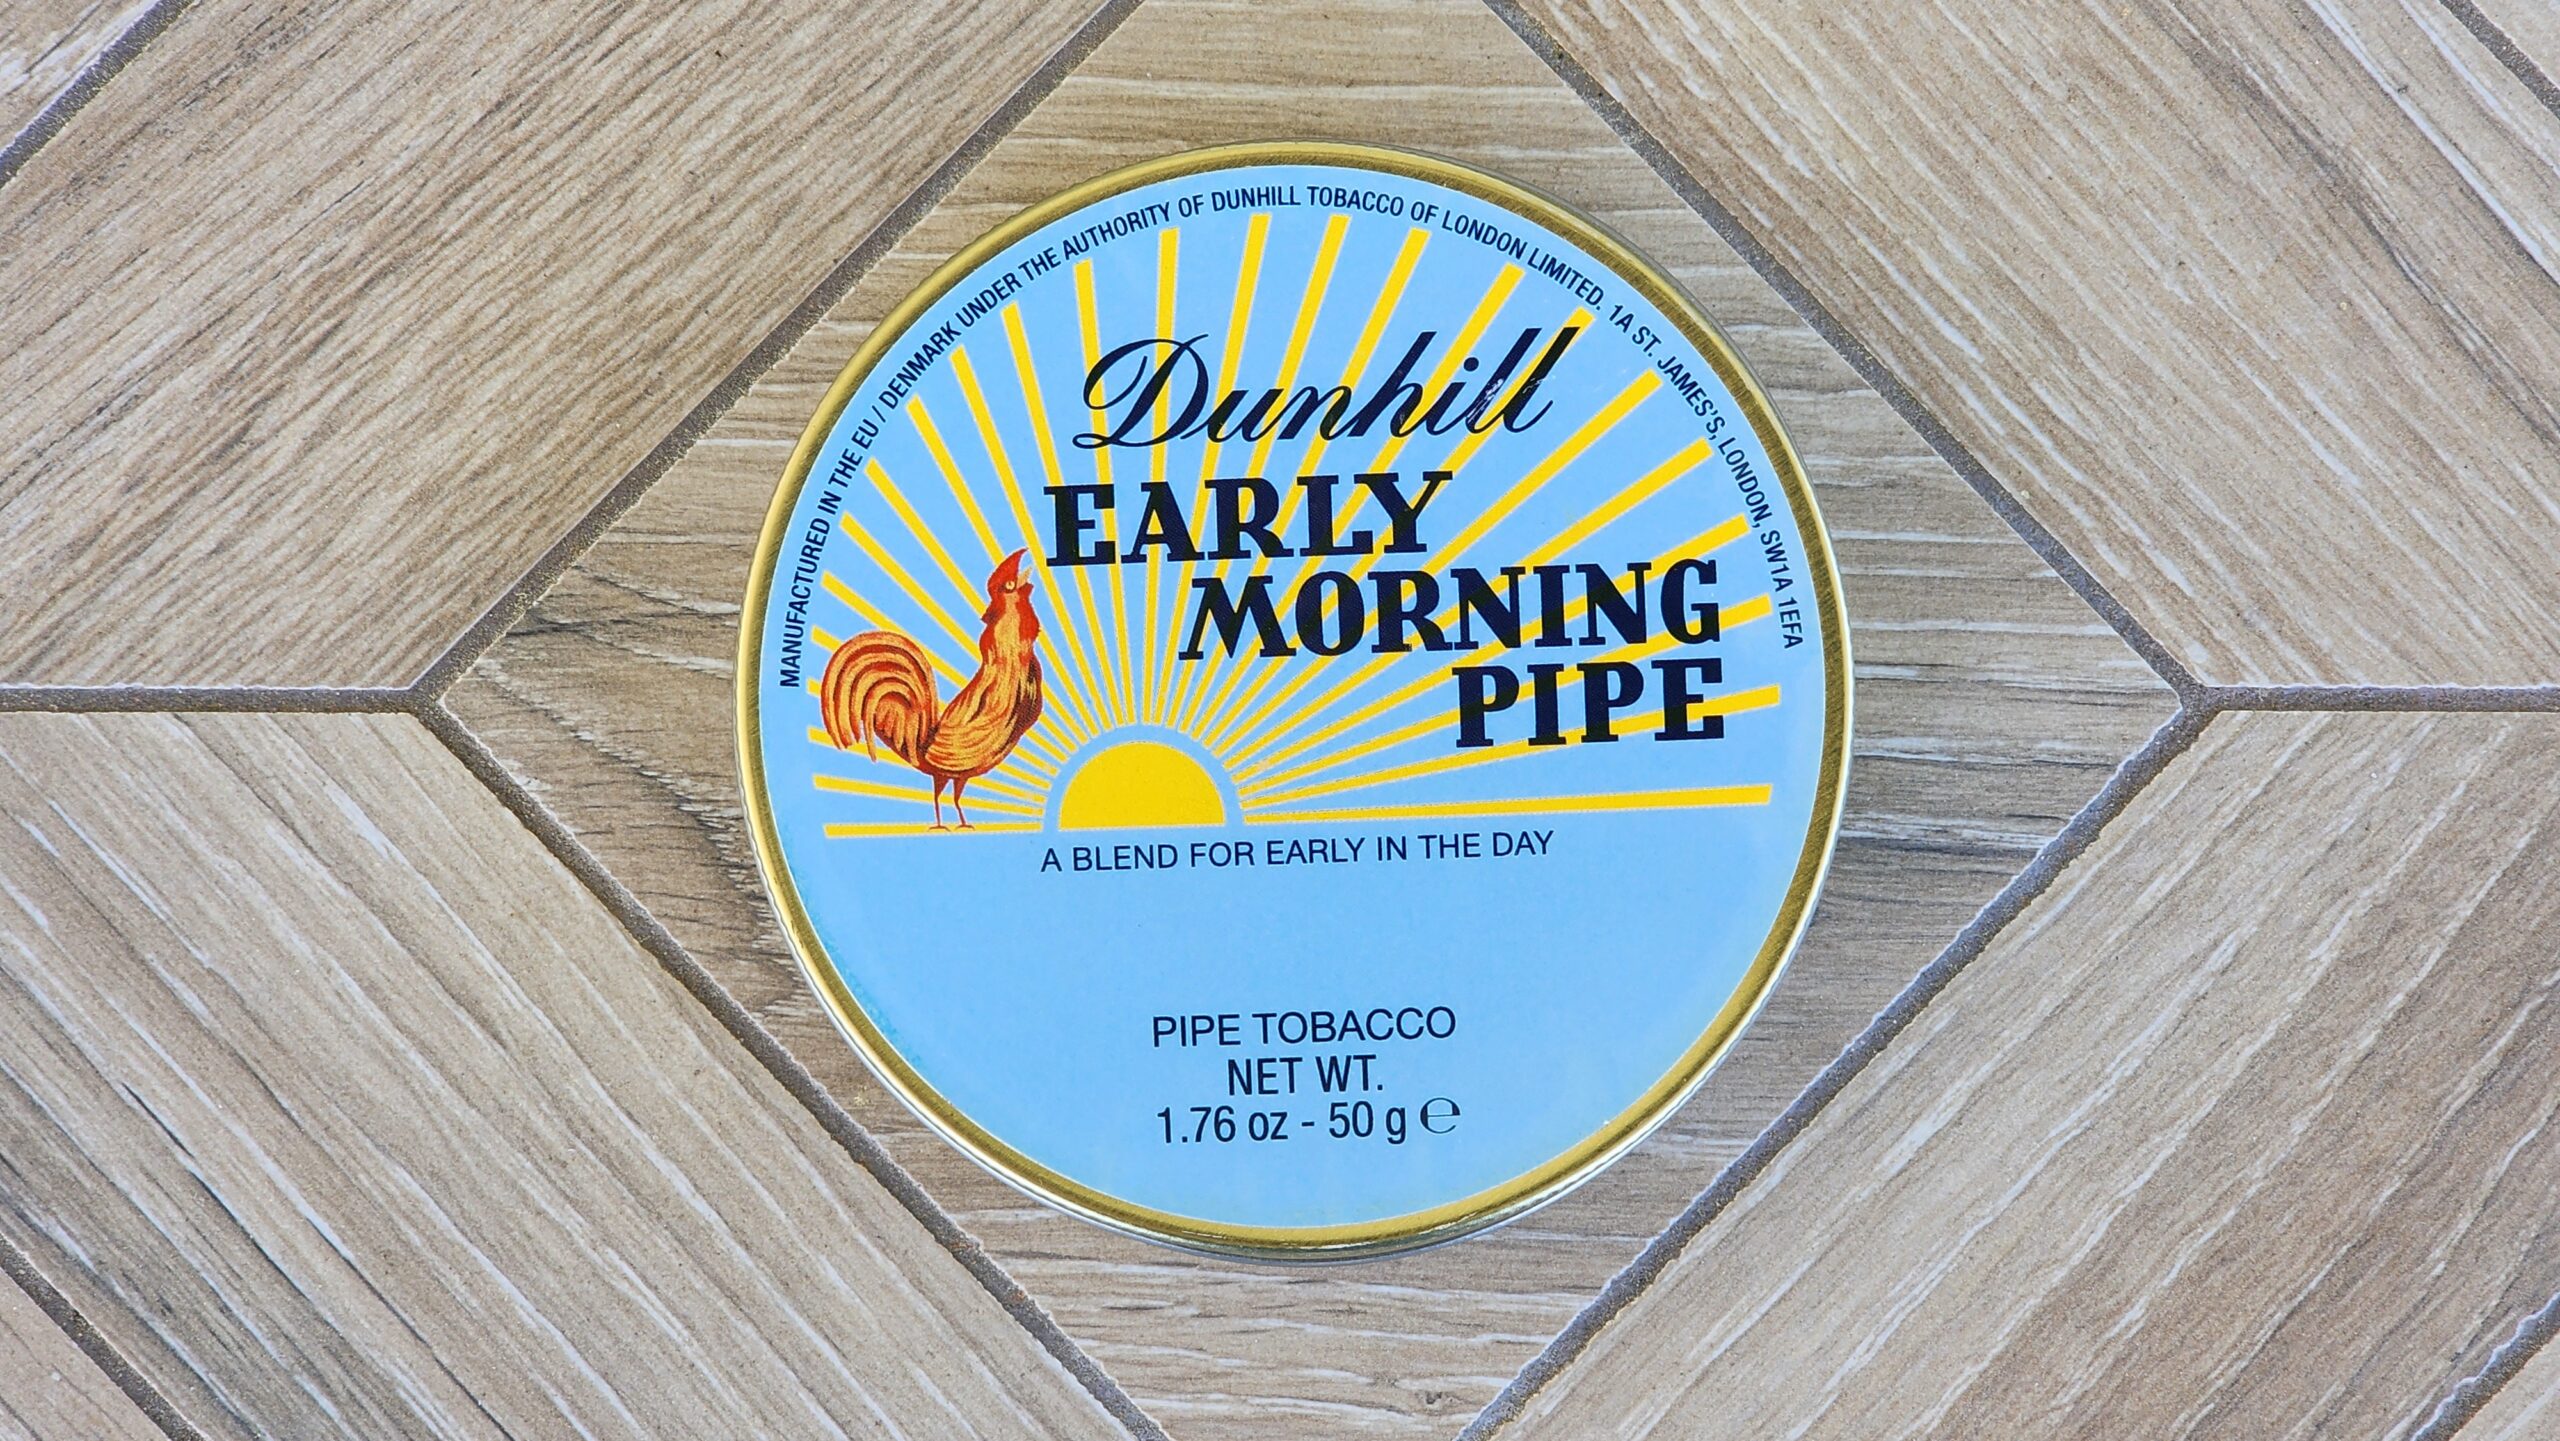 MANUFACTURED IN THE EU / DENMARK UNDER THE AUTHORITY OF DUNHILL TOBACCO OF LONDON LIMITED. 1A ST. JAMES'S, LONDON, SW1A 1EFA
Dunhill
EARLY
MORNING
PIPE
A BLEND FOR EARLY IN THE DAY
PIPE TOBACCO
NET WT.
1.76 oz - 50 g ℮